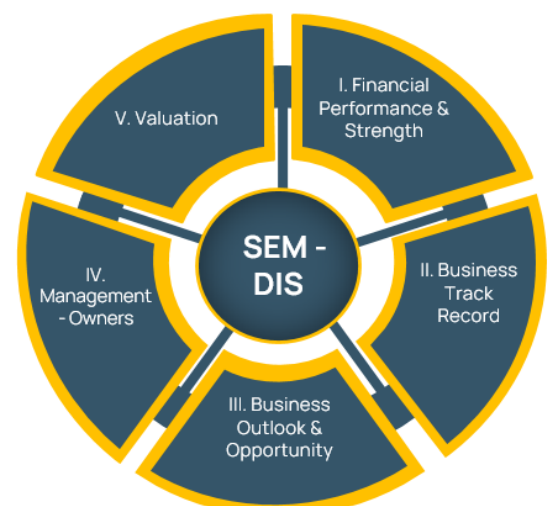 I. Financial
Performance &
Strength
II. Business
Track
Record
III. Business
Outlook &
Opportunity
IV.
Management
- Owners
V. Valuation
SEM -
DIS